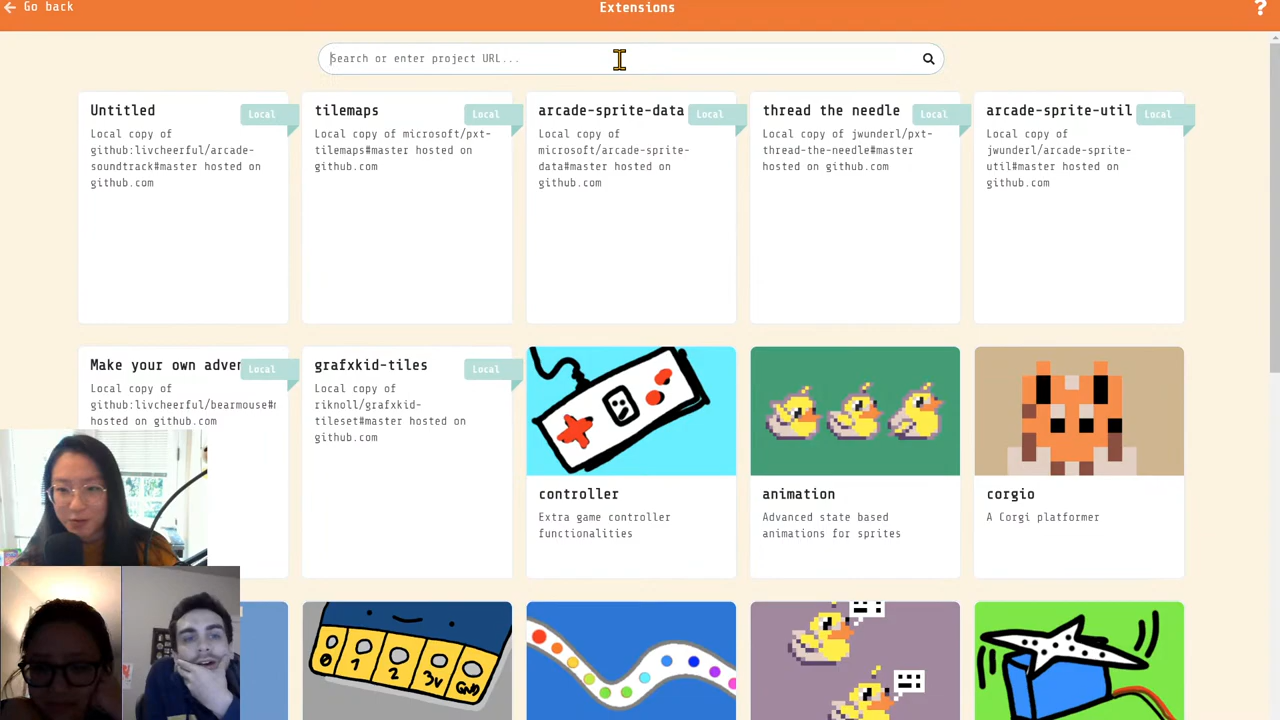 Go back
Extensions
?
Search or enter project URL...
Untitled
Local
Local copy of
github:livcheerful/arcade-
soundtrack#master hosted on
github.com
tilemaps
Local
Local copy of microsoft/pxt-
tilemaps#master hosted on
github.com
arcade-sprite-data
Local
Local copy of
microsoft/arcade-sprite-
data#master hosted on
github.com
thread the needle
Local
Local copy of jwunderl/pxt-
thread-the-needle#master
hosted on github.com
arcade-sprite-util
Local
Local copy of
jwunderl/arcade-sprite-
util#master hosted on
github.com
Make your own adven
Local
Local copy of
github:livcheerful/bearmouse#
hosted on github.com
grafxkid-tiles
Local
Local copy of
riknoll/grafxkid-
tileset#master hosted on
github.com
controller
Extra game controller
functionalities
animation
Advanced state based
animations for sprites
corgio
A Corgi platformer
0 1 2 3V GND